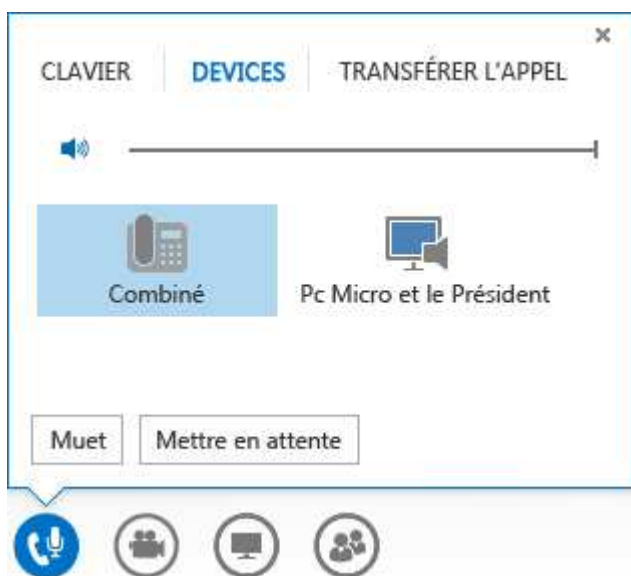 CLAVIER DEVICES TRANSFÉRER L'APPEL
Combiné Pc Micro et le Président
Muet Mettre en attente